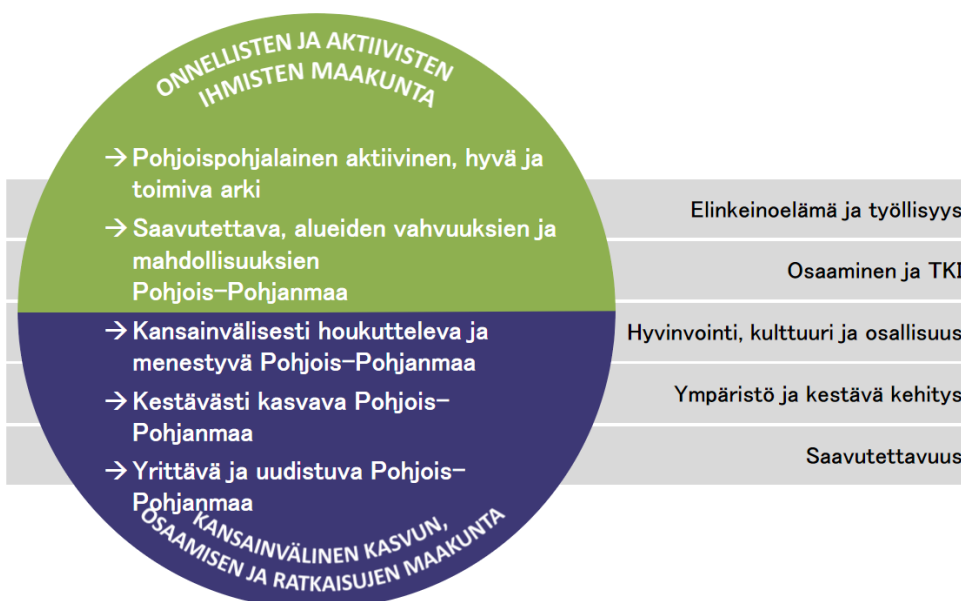 ONNELLISTEN JA AKTIIVISTEN
IHMISTEN MAAKUNTA
→ Pohjoispohjalainen aktiivinen, hyvä ja
toimiva arki
→ Saavutettava, alueiden vahvuuksien ja
mahdollisuuksien
Pohjois-Pohjanmaa
→ Kansainvälisesti houkutteleva ja
menestyvä Pohjois-Pohjanmaa
→ Kestävästi kasvava Pohjois-
Pohjanmaa
→ Yrittävä ja uudistuva Pohjois-
Pohjanmaa
KANSAINVÄLINEN KASVUN,
OSAAMISEN JA RATKAISUJEN MAAKUNTA
Elinkeinoelämä ja työllisyys
Osaaminen ja TKI
Hyvinvointi, kulttuuri ja osallisuus
Ympäristö ja kestävä kehitys
Saavutettavuus